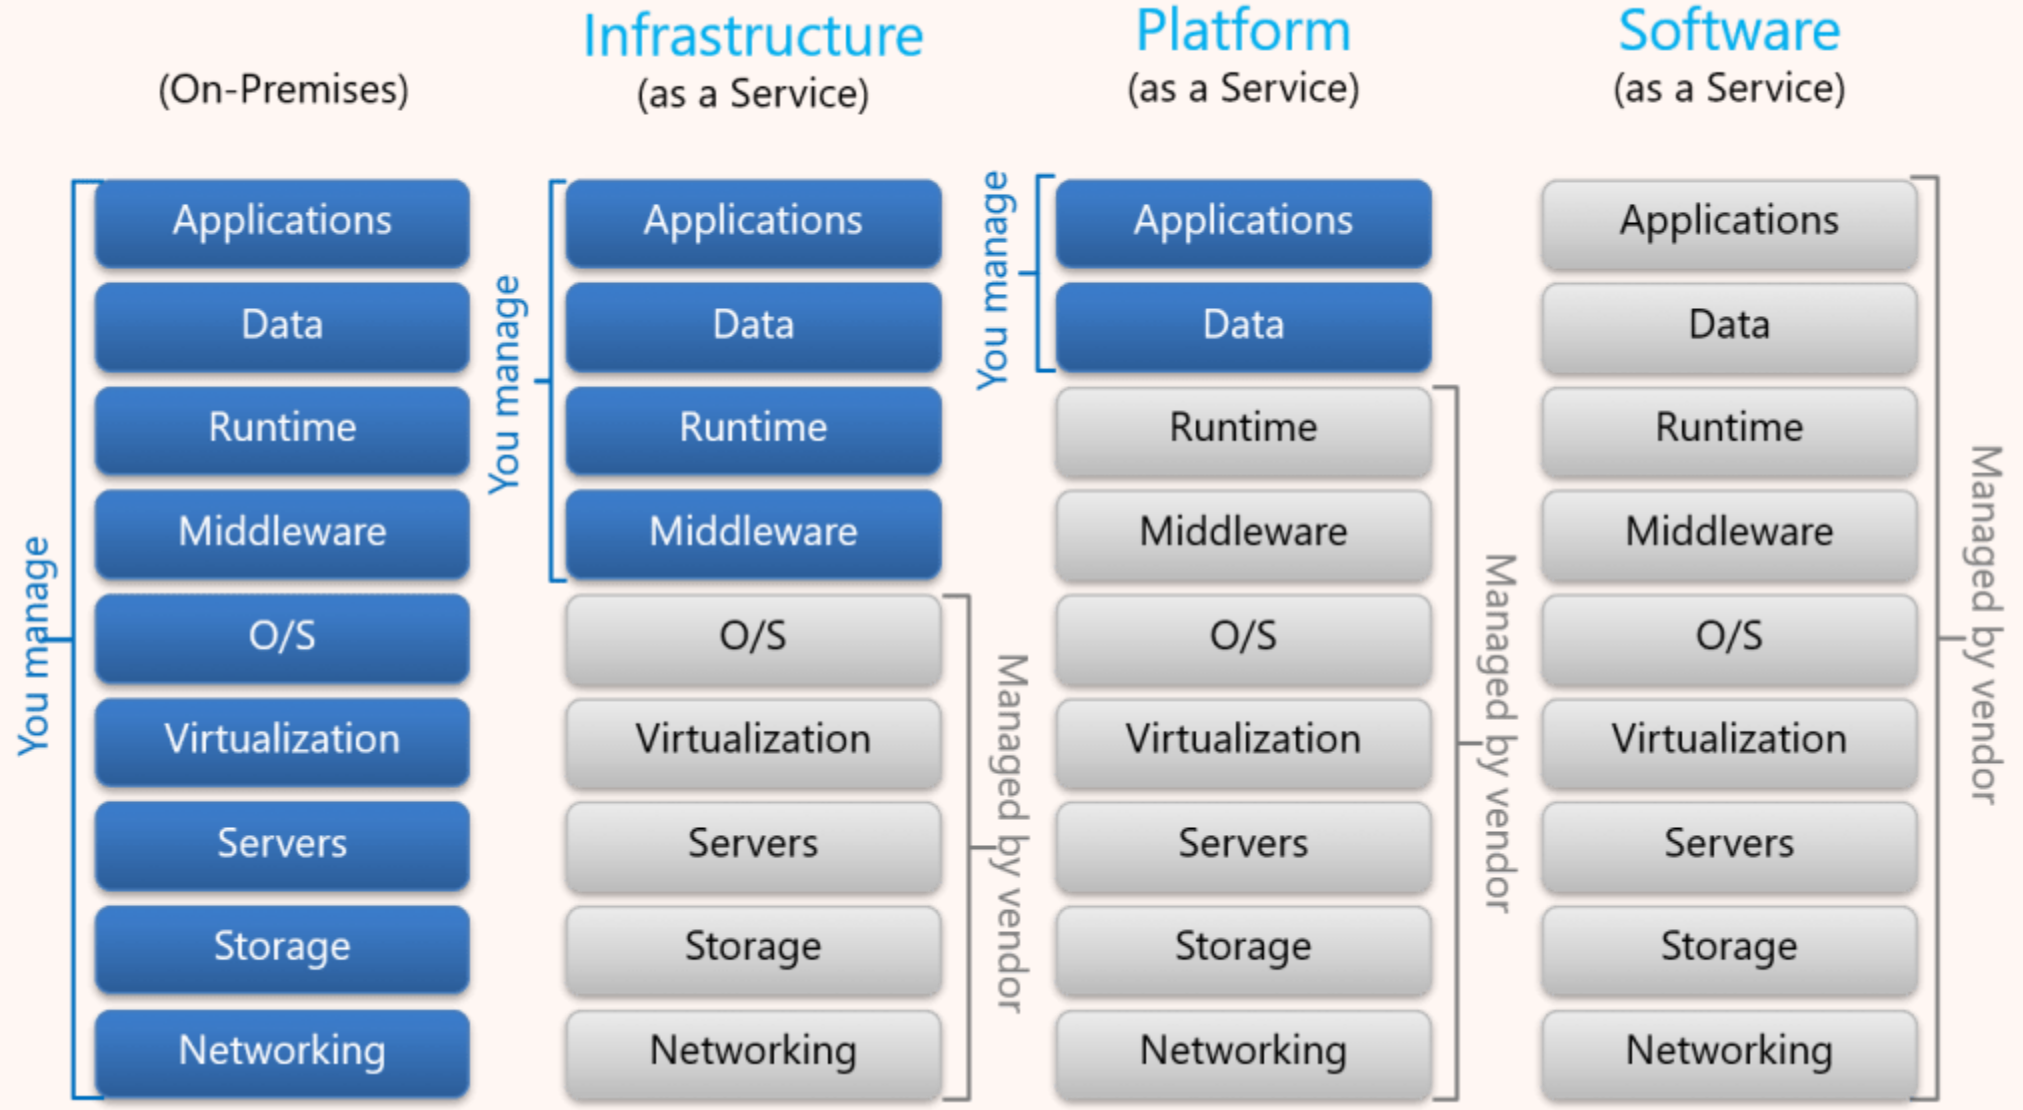 (On-Premises)
You manage
Applications
Data
Runtime
Middleware
O/S
Virtualization
Servers
Storage
Networking
Infrastructure
(as a Service)
You manage
Applications
Data
Runtime
Middleware
O/S
Virtualization
Servers
Storage
Networking
Managed by vendor
Platform
(as a Service)
You manage
Applications
Data
Runtime
Middleware
O/S
Virtualization
Servers
Storage
Networking
Managed by vendor
Software
(as a Service)
Applications
Data
Runtime
Middleware
O/S
Virtualization
Servers
Storage
Networking
Managed by vendor